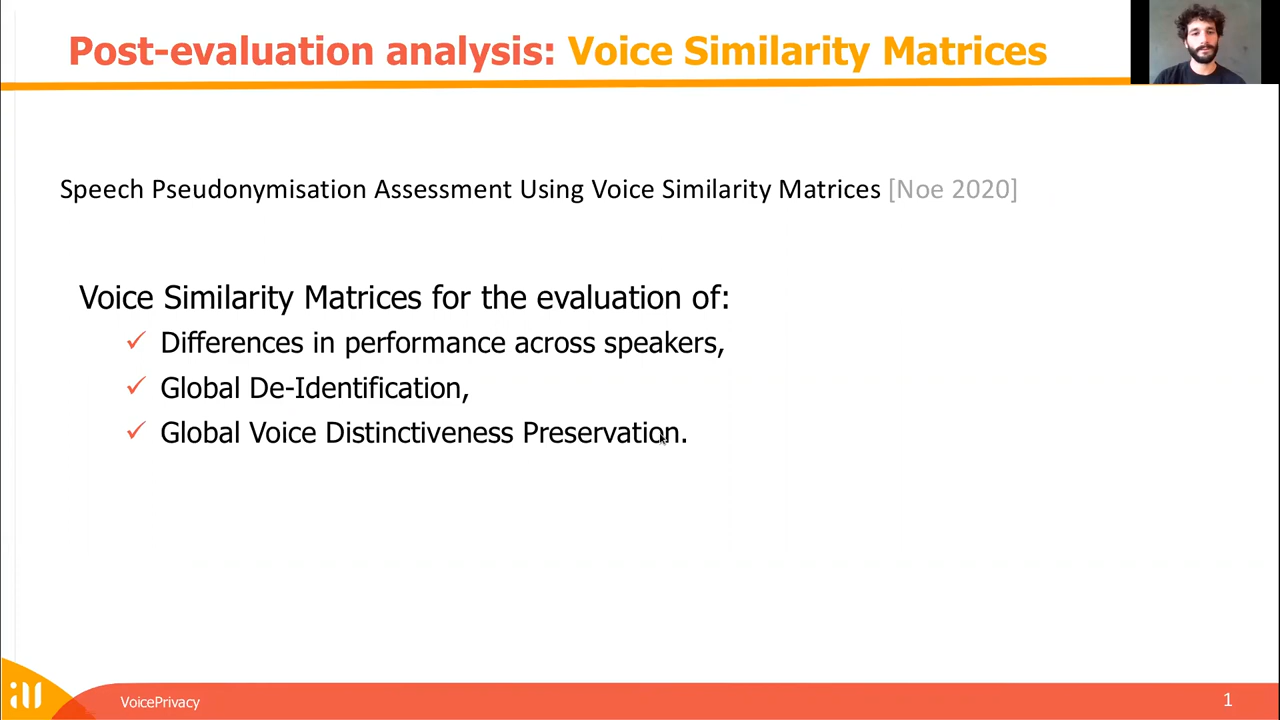 Post-evaluation analysis: Voice Similarity Matrices
Speech Pseudonymisation Assessment Using Voice Similarity Matrices [Noe 2020]
Voice Similarity Matrices for the evaluation of:
✓ Differences in performance across speakers,
✓ Global De-Identification,
✓ Global Voice Distinctiveness Preservation.
VoicePrivacy
1